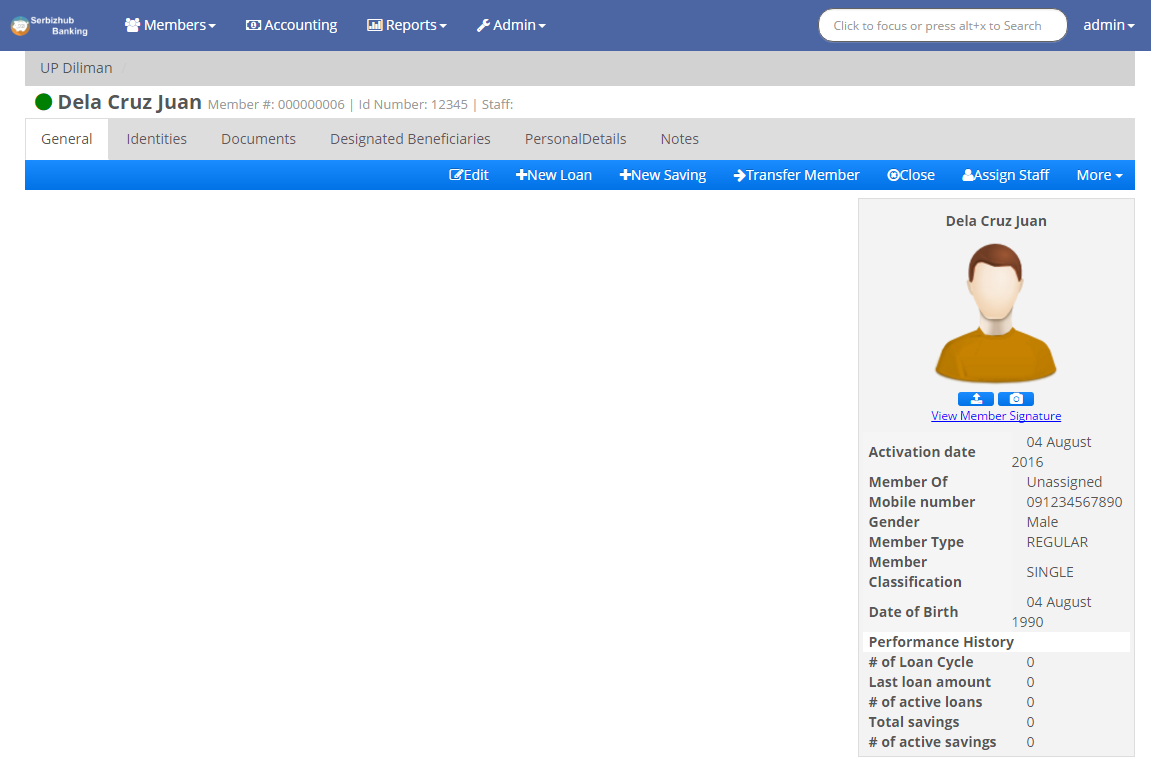 Serbizhub Banking
Members Accounting Reports Admin Click to focus or press alt+x to Search admin
UP Diliman /
Dela Cruz Juan Member #: 000000006 | Id Number: 12345 | Staff:
General Identities Documents Designated Beneficiaries PersonalDetails Notes
Edit New Loan New Saving Transfer Member Close Assign Staff More
Dela Cruz Juan
View Member Signature
Activation date 04 August 2016
Member Of Unassigned
Mobile number 091234567890
Gender Male
Member Type REGULAR
Member Classification SINGLE
Date of Birth 04 August 1990
Performance History
# of Loan Cycle 0
Last loan amount 0
# of active loans 0
Total savings 0
# of active savings 0